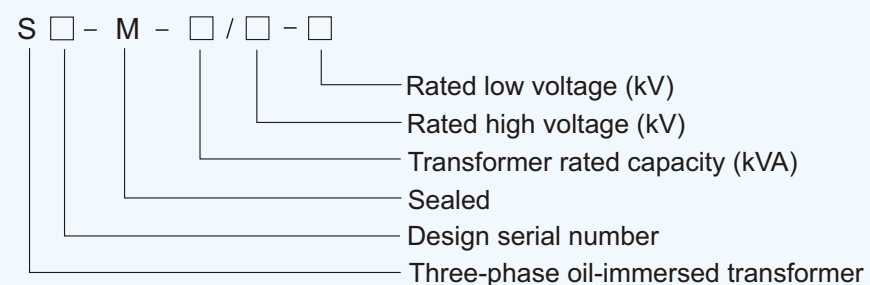 S □ – M – □ / □ – □
Rated low voltage (kV)
Rated high voltage (kV)
Transformer rated capacity (kVA)
Sealed
Design serial number
Three-phase oil-immersed transformer